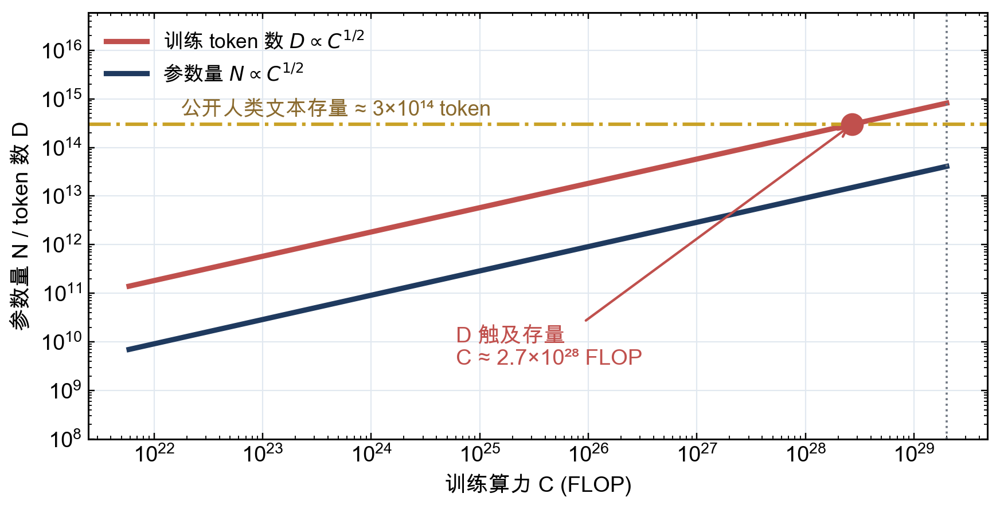 训练 token 数 D ∝ C^{1/2}
参数量 N ∝ C^{1/2}
公开人类文本存量 ≈ 3×10¹⁴ token
D 触及存量
C ≈ 2.7×10²⁸ FLOP
参数量 N / token 数 D
10^{16}
10^{15}
10^{14}
10^{13}
10^{12}
10^{11}
10^{10}
10^{9}
10^{8}
10^{22} 10^{23} 10^{24} 10^{25} 10^{26} 10^{27} 10^{28} 10^{29}
训练算力 C (FLOP)